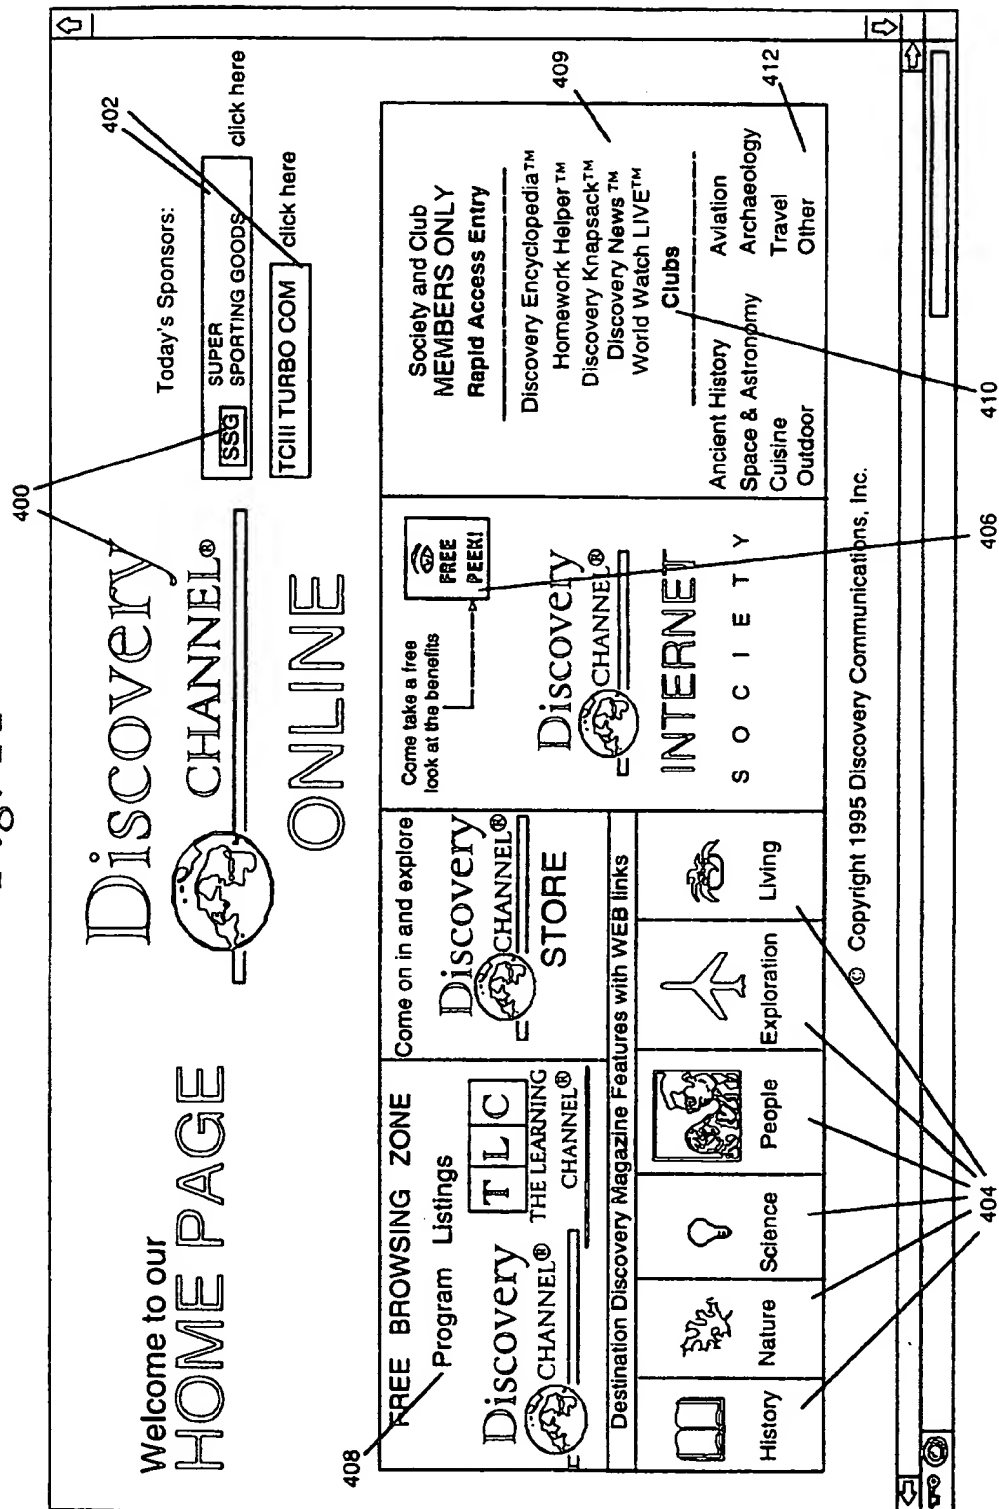 400
402
Welcome to our
HOME PAGE
Discovery
CHANNEL®
ONLINE
Today's Sponsors:
SSG
SUPER
SPORTING GOODS
click here
TCIII TURBO COM
click here
408
FREE BROWSING ZONE
Program Listings
Discovery
CHANNEL®
T L C
THE LEARNING
CHANNEL®
Come on in and explore
Discovery
CHANNEL®
STORE
Destination Discovery Magazine Features with WEB links
History
Nature
Science
People
Exploration
Living
Come take a free
look at the benefits
FREE
PEEK!
Discovery
CHANNEL®
INTERNET
S O C I E T Y
Society and Club
MEMBERS ONLY
Rapid Access Entry
Discovery Encyclopedia™
Homework Helper™
Discovery Knapsack™
Discovery News™
World Watch LIVE™
Clubs
Ancient History Aviation
Space & Astronomy Archaeology
Cuisine Travel
Outdoor Other
409
412
© Copyright 1995 Discovery Communications, Inc.
404
406
410